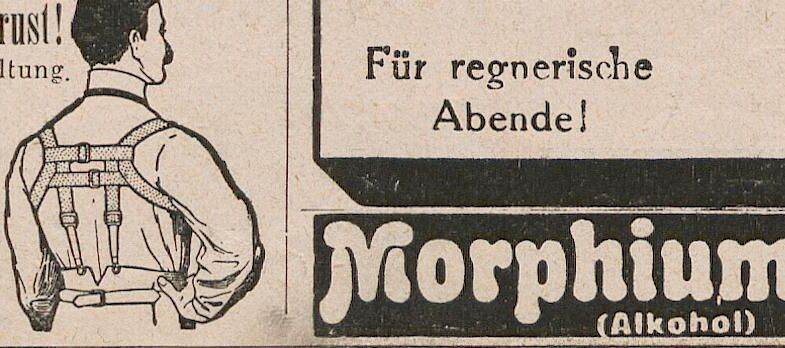 rust!
ltung.
Für regnerische
Abende!
Morphium
(Alkohol)